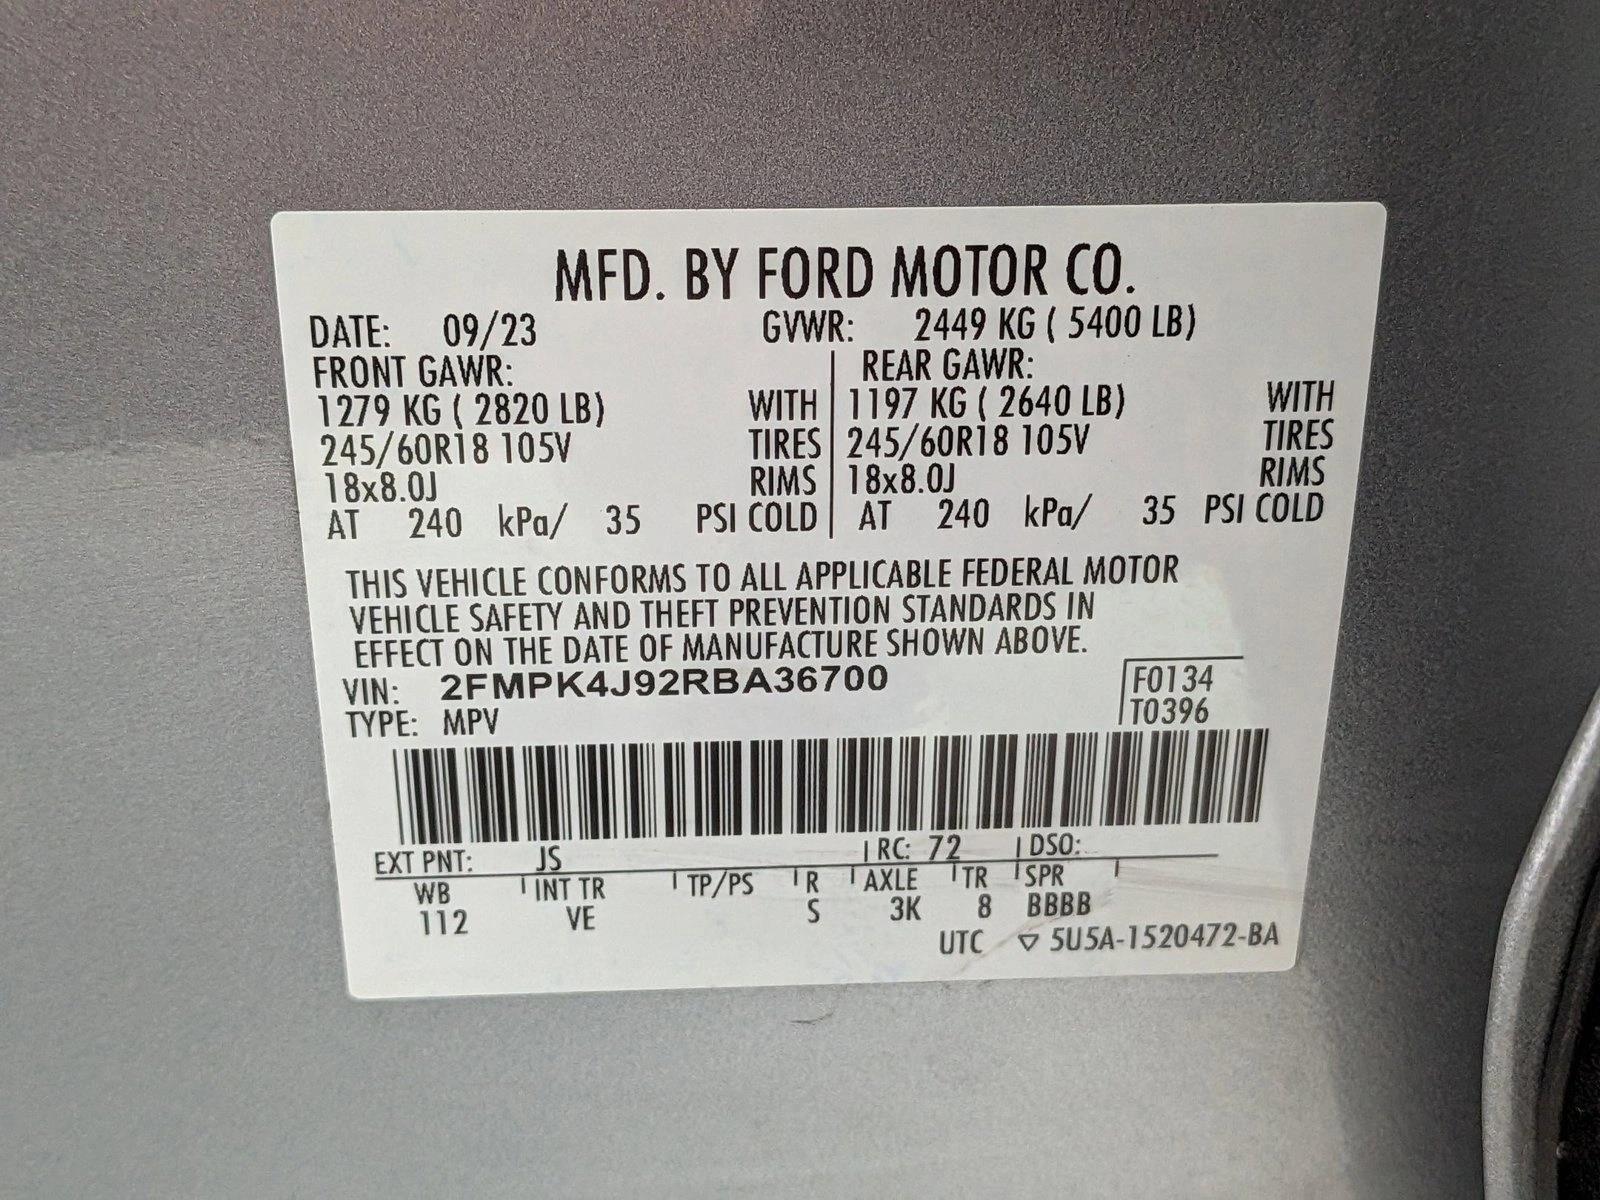 MFD. BY FORD MOTOR CO.
DATE: 09/23 GVWR: 2449 KG ( 5400 LB)
FRONT GAWR: REAR GAWR:
1279 KG ( 2820 LB) WITH 1197 KG ( 2640 LB) WITH
245/60R18 105V TIRES 245/60R18 105V TIRES
18x8.0J RIMS 18x8.0J RIMS
AT 240 kPa/ 35 PSI COLD AT 240 kPa/ 35 PSI COLD
THIS VEHICLE CONFORMS TO ALL APPLICABLE FEDERAL MOTOR
VEHICLE SAFETY AND THEFT PREVENTION STANDARDS IN
EFFECT ON THE DATE OF MANUFACTURE SHOWN ABOVE.
VIN: 2FMPK4J92RBA36700 F0134
TYPE: MPV T0396
EXT PNT: JS RC: 72 DSO:
WB INT TR TP/PS R AXLE TR SPR
112 VE S 3K 8 BBBB
UTC ▽ 5U5A-1520472-BA